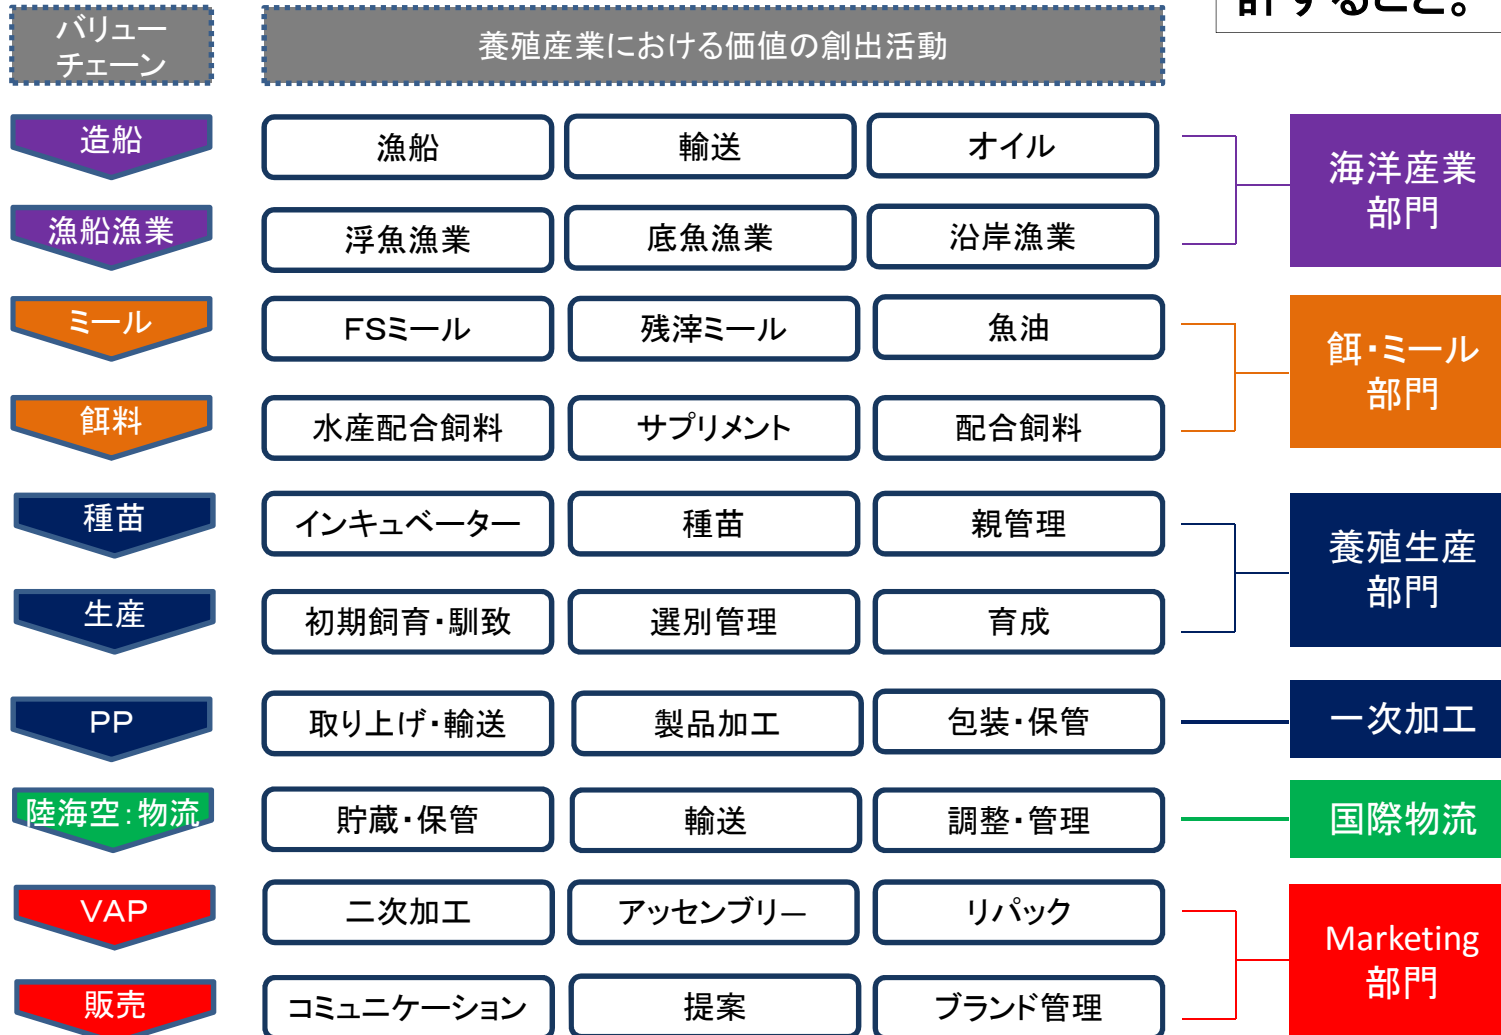 計すること。
バリュー
チェーン
養殖産業における価値の創出活動
造船
漁船
輸送
オイル
海洋産業
部門
漁船漁業
浮魚漁業
底魚漁業
沿岸漁業
ミール
FSミール
残滓ミール
魚油
餌・ミール
部門
餌料
水産配合飼料
サプリメント
配合飼料
種苗
インキュベーター
種苗
親管理
養殖生産
部門
生産
初期飼育・馴致
選別管理
育成
PP
取り上げ・輸送
製品加工
包装・保管
一次加工
陸海空：物流
貯蔵・保管
輸送
調整・管理
国際物流
VAP
二次加工
アッセンブリー
リパック
Marketing
部門
販売
コミュニケーション
提案
ブランド管理